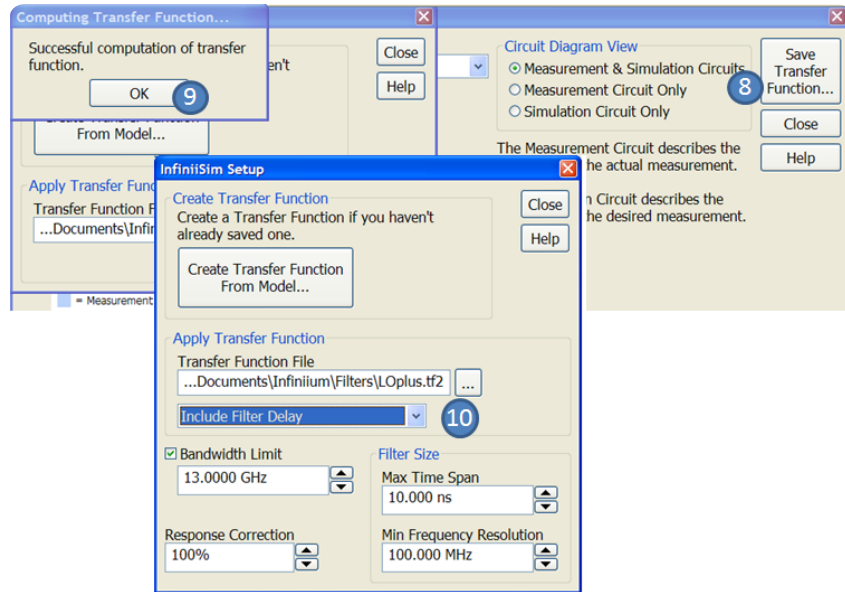 Computing Transfer Function...
Successful computation of transfer
function.
OK
9
en't
Close
Help
From Model...
Apply Transfer Func
Transfer Function F
...Documents\Infin
= Measurement
Circuit Diagram View
Measurement & Simulation Circuits
Measurement Circuit Only
Simulation Circuit Only
8
Save
Transfer
Function...
Close
Help
The Measurement Circuit describes the
he actual measurement.
n Circuit describes the
he desired measurement.
InfiniiSim Setup
Create Transfer Function
Create a Transfer Function if you haven't
already saved one.
Create Transfer Function
From Model...
Close
Help
Apply Transfer Function
Transfer Function File
...Documents\Infiniium\Filters\LOplus.tf2
...
Include Filter Delay
10
Bandwidth Limit
13.0000 GHz
Response Correction
100%
Filter Size
Max Time Span
10.000 ns
Min Frequency Resolution
100.000 MHz